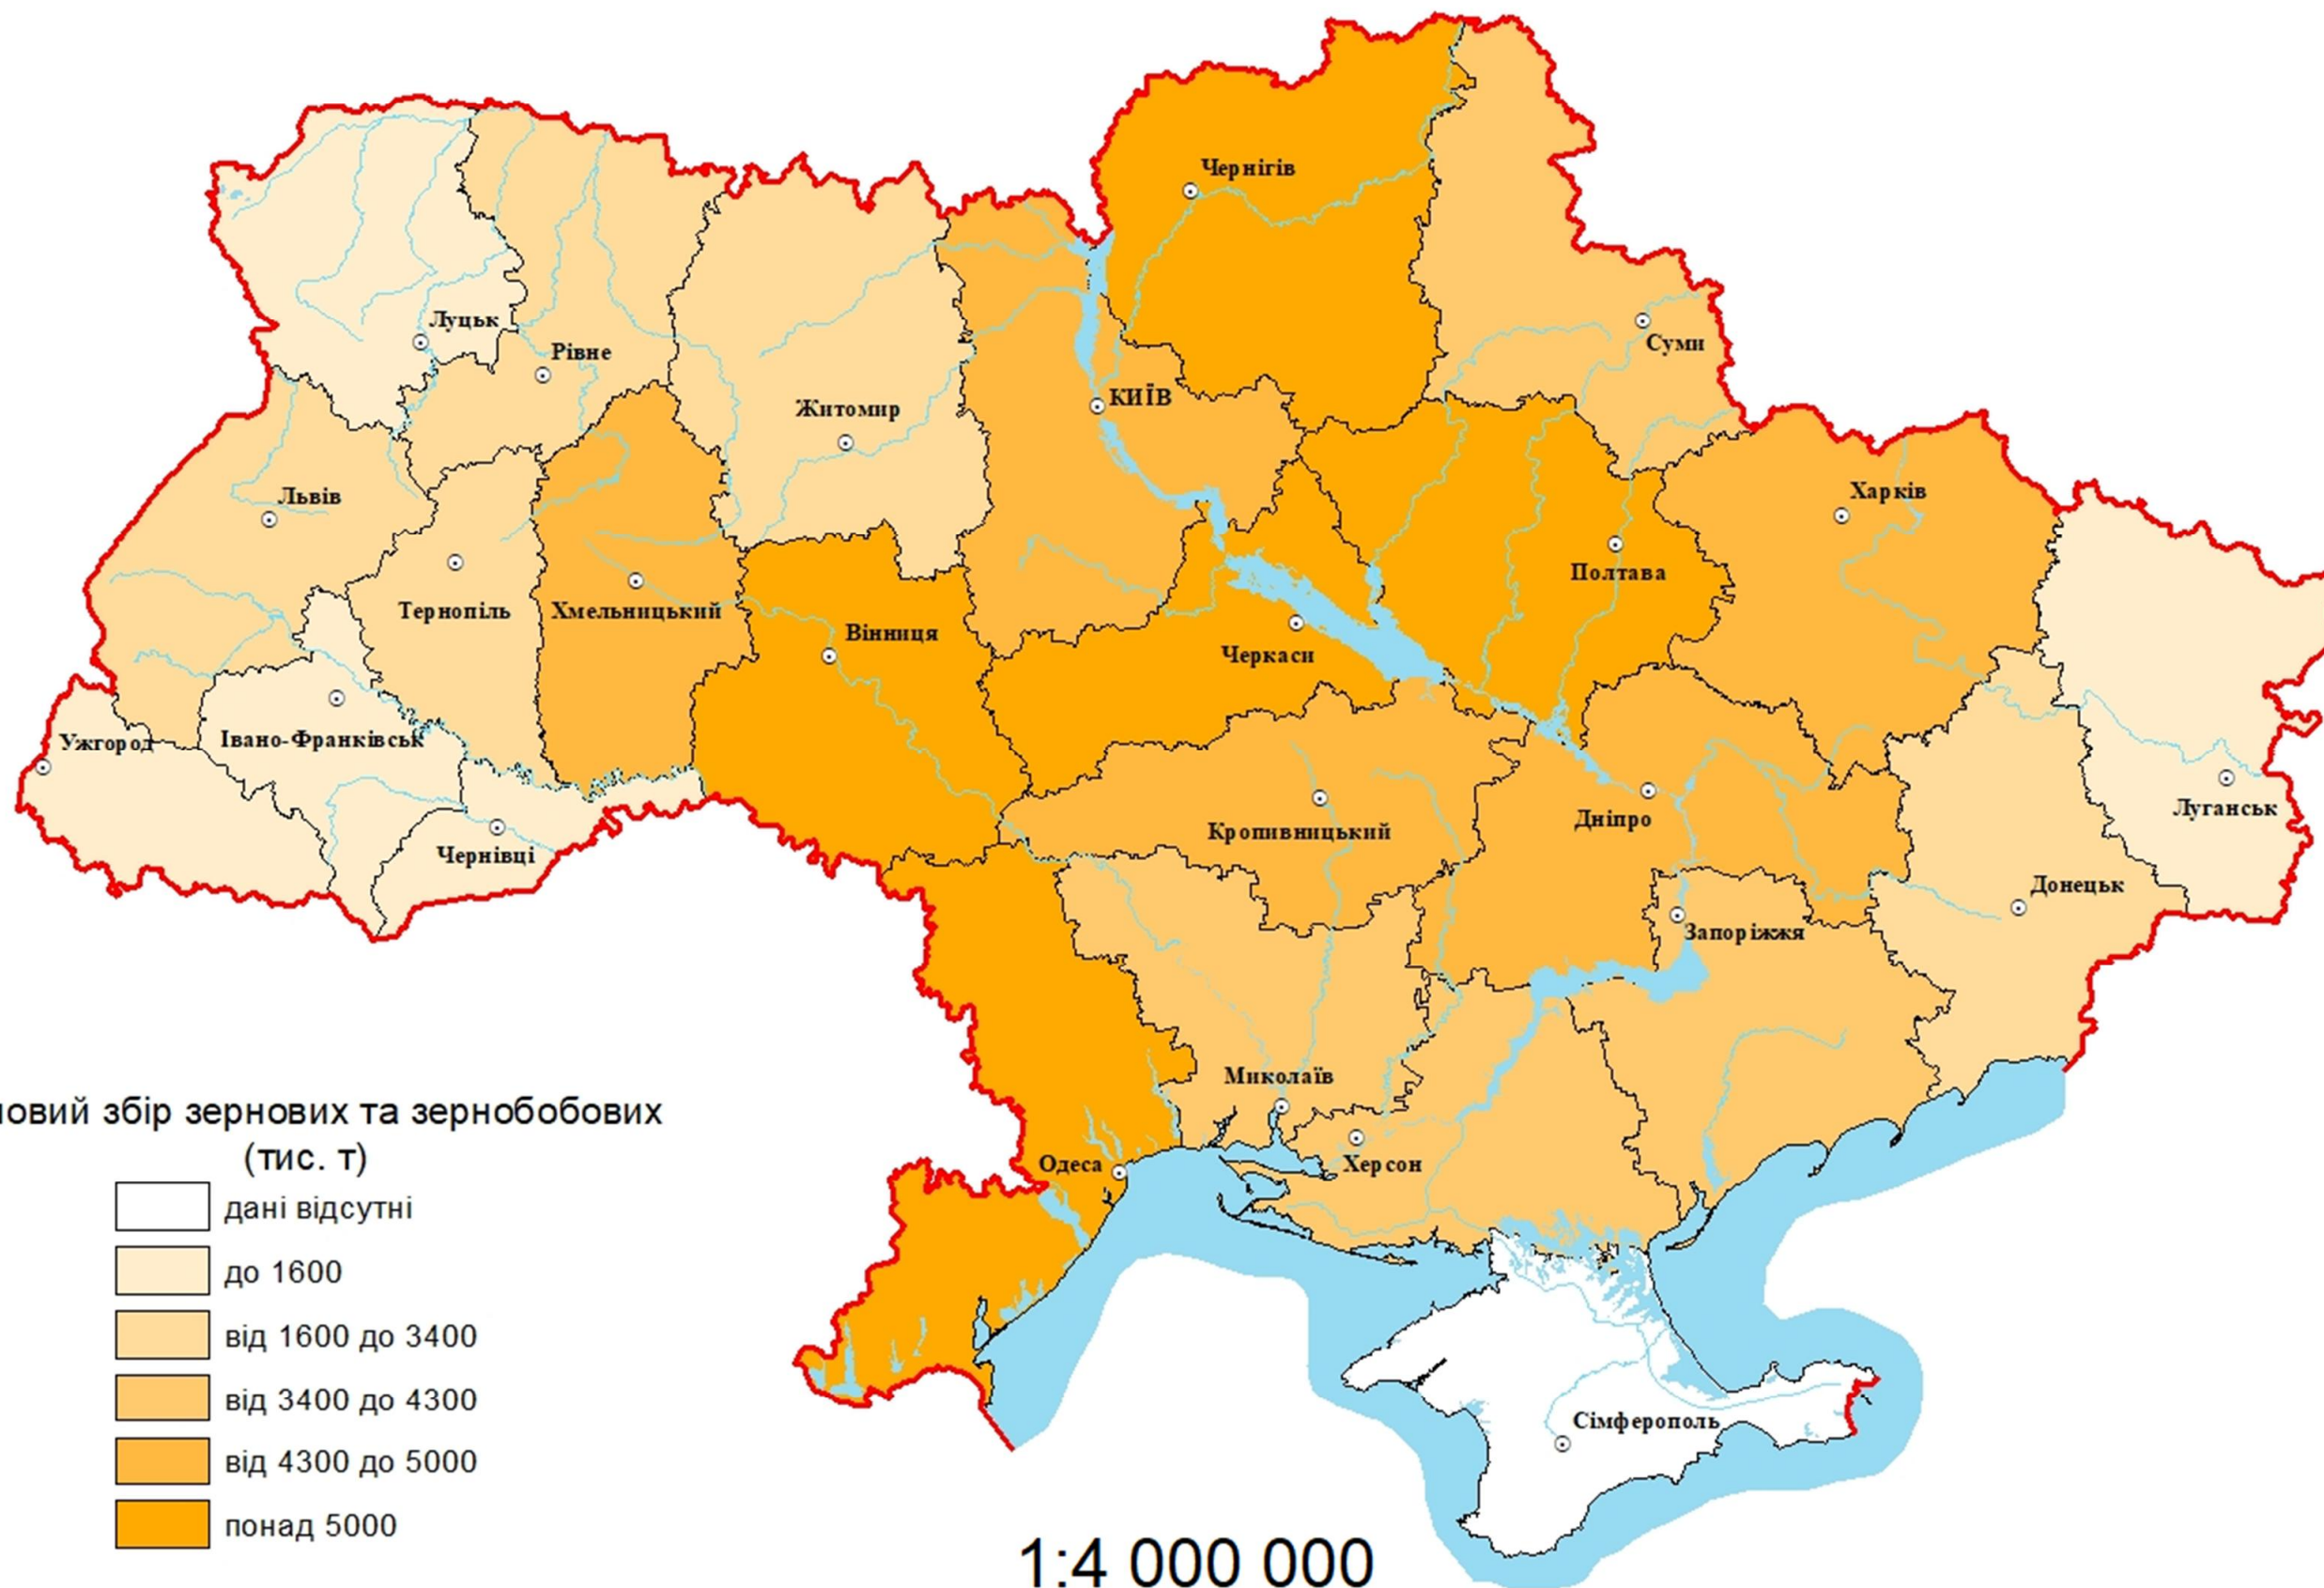 Чернігів
Луцьк
Рівне
Суми
КИЇВ
Житомир
Львів
Харків
Полтава
Тернопіль
Хмельницький
Вінниця
Черкаси
Ужгород
Івано-Франківськ
Луганськ
Дніпро
Кропивницький
Чернівці
Донецьк
Запоріжжя
Миколаїв
Одеса
Херсон
Сімферополь
збір зернових та зернобобових
(тис. т)
дані відсутні
до 1600
від 1600 до 3400
від 3400 до 4300
від 4300 до 5000
понад 5000
1:4 000 000